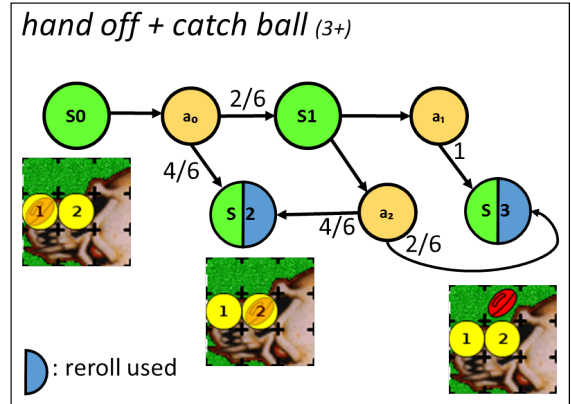 hand off + catch ball (3+)
S0
a₀
2/6
S1
a₁
4/6
1
S 2
a₂
S 3
4/6
2/6
1 2
1 2
1 2
: reroll used